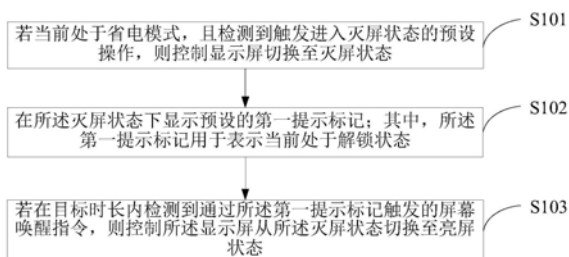 若当前处于省电模式，且检测到触发进入灭屏状态的预设
操作，则控制显示屏切换至灭屏状态
S101
在所述灭屏状态下显示预设的第一提示标记；其中，所述
第一提示标记用于表示当前处于解锁状态
S102
若在目标时长内检测到通过所述第一提示标记触发的屏幕
唤醒指令，则控制所述显示屏从所述灭屏状态切换至亮屏
状态
S103